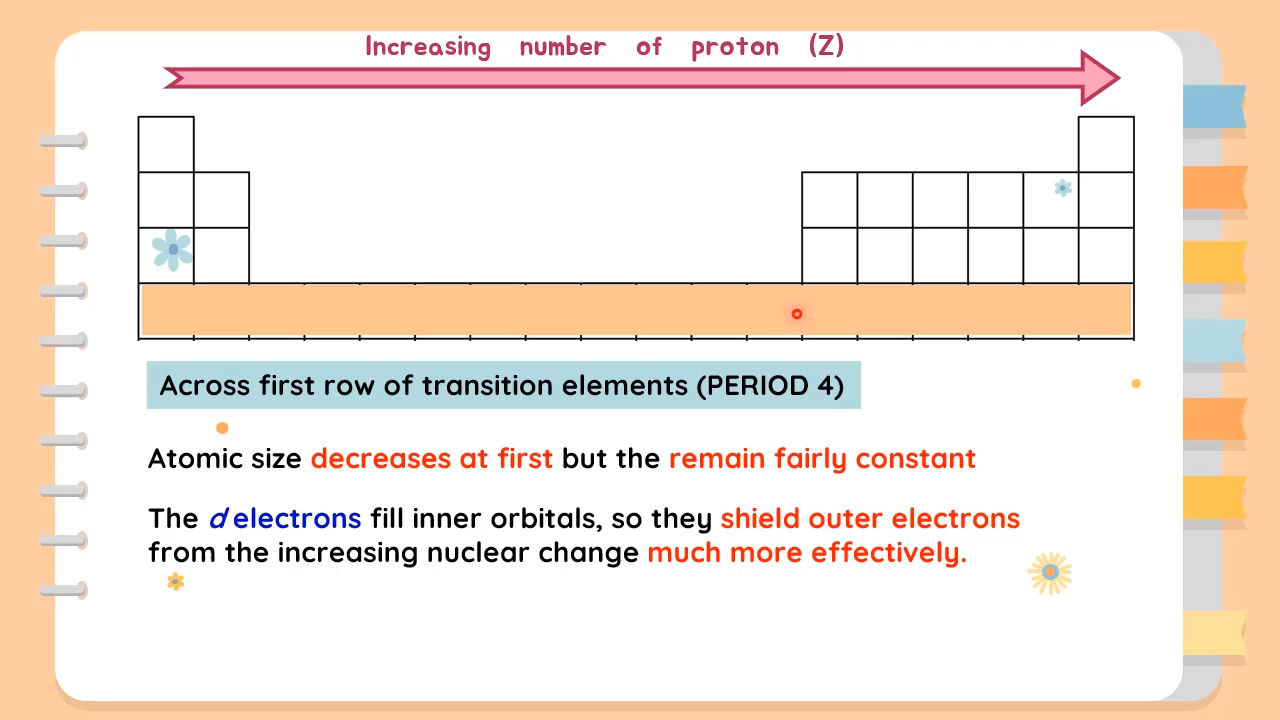 Increasing number of proton (Z)
Across first row of transition elements (PERIOD 4)
Atomic size decreases at first but the remain fairly constant
The d electrons fill inner orbitals, so they shield outer electrons
from the increasing nuclear change much more effectively.